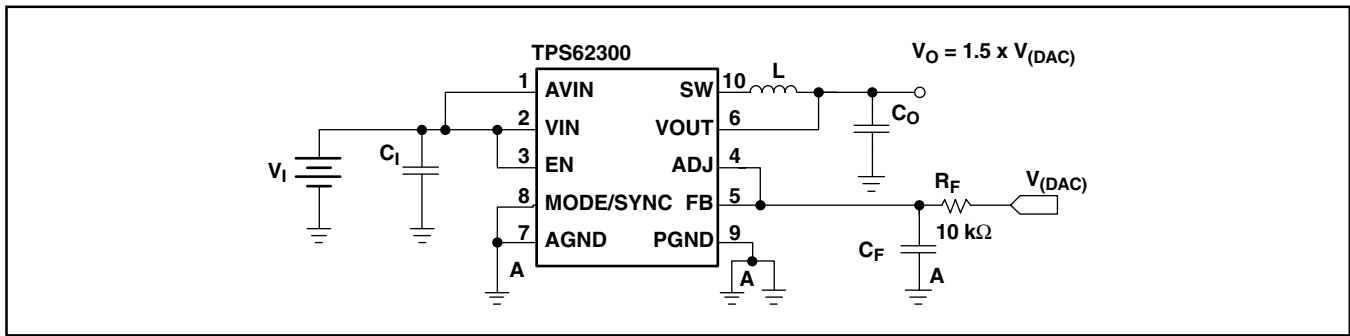 TPS62300
V_O = 1.5 x V_(DAC)
1 AVIN SW 10 L
2 VIN VOUT 6 C_O
V_I C_I 3 EN ADJ 4
8 MODE/SYNC FB 5 R_F V_(DAC)
10 kΩ
7 AGND PGND 9 C_F
A A A